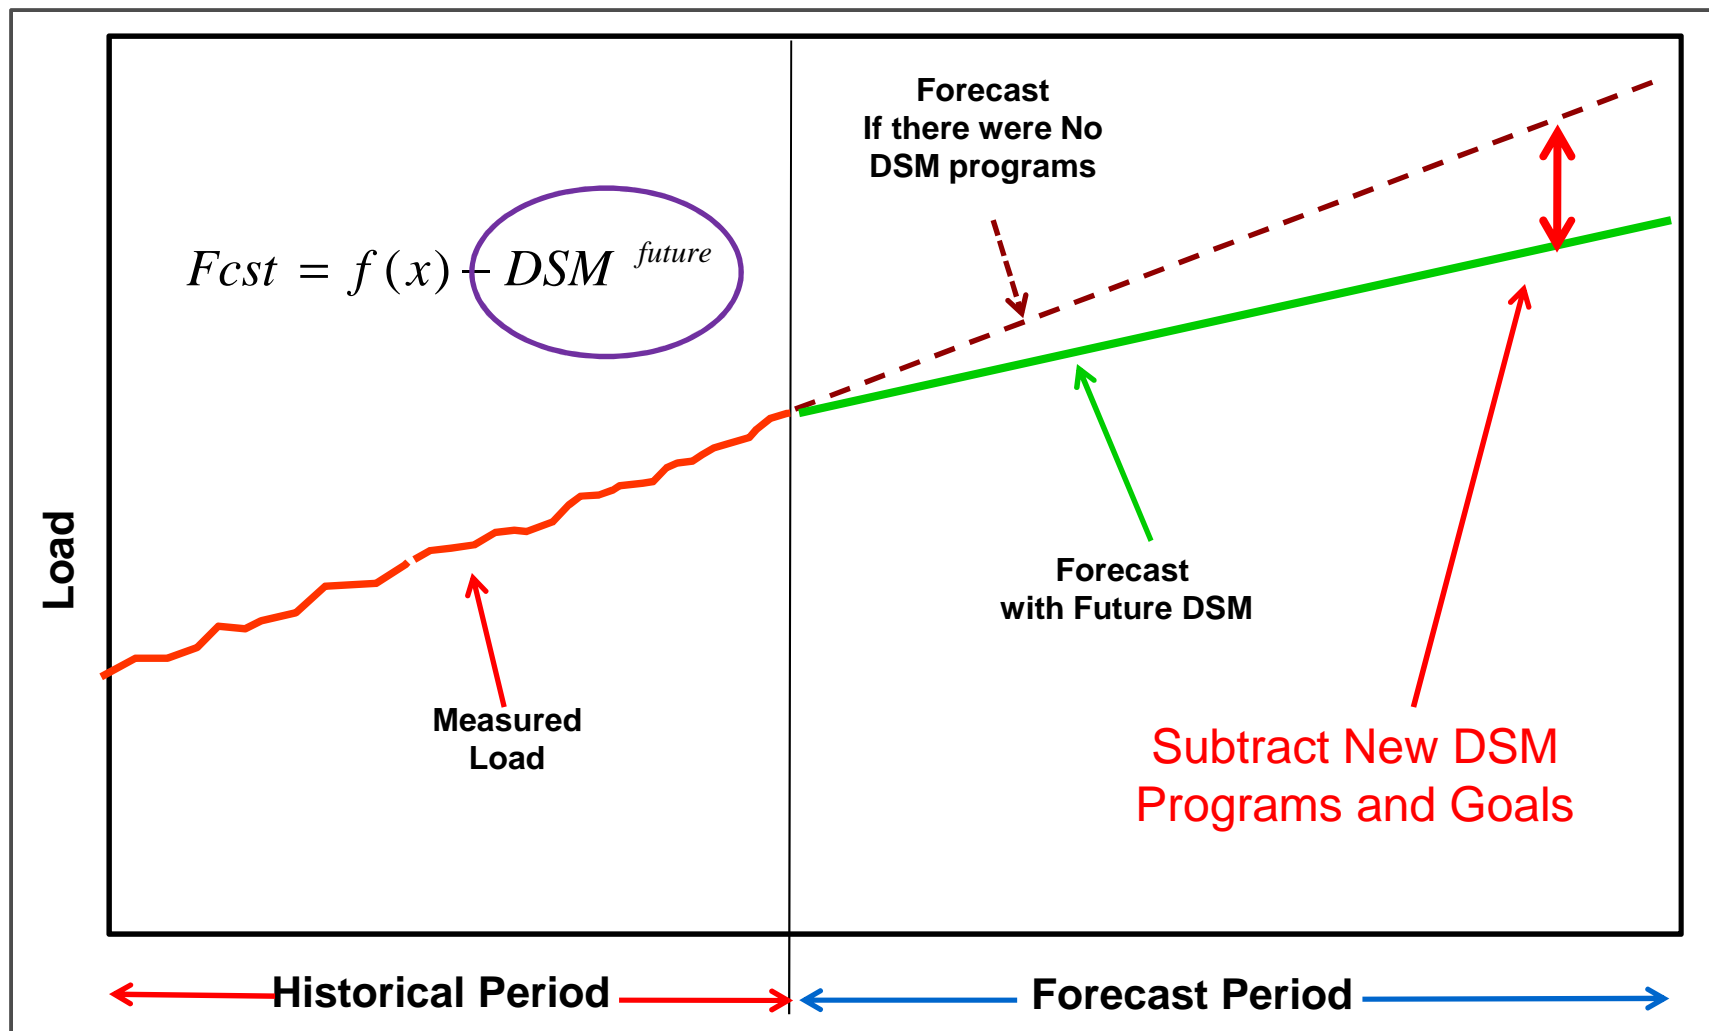 Forecast
If there were No
DSM programs
Fcst = f(x) − DSM future
Load
Measured
Load
Forecast
with Future DSM
Subtract New DSM
Programs and Goals
Historical Period
Forecast Period